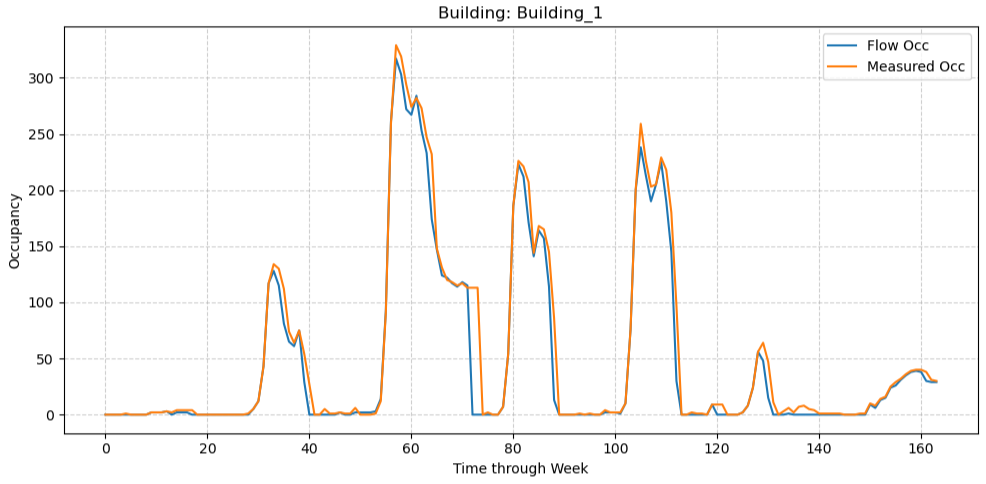 Building: Building_1
Flow Occ
Measured Occ
Occupancy
300
250
200
150
100
50
0
0 20 40 60 80 100 120 140 160
Time through Week